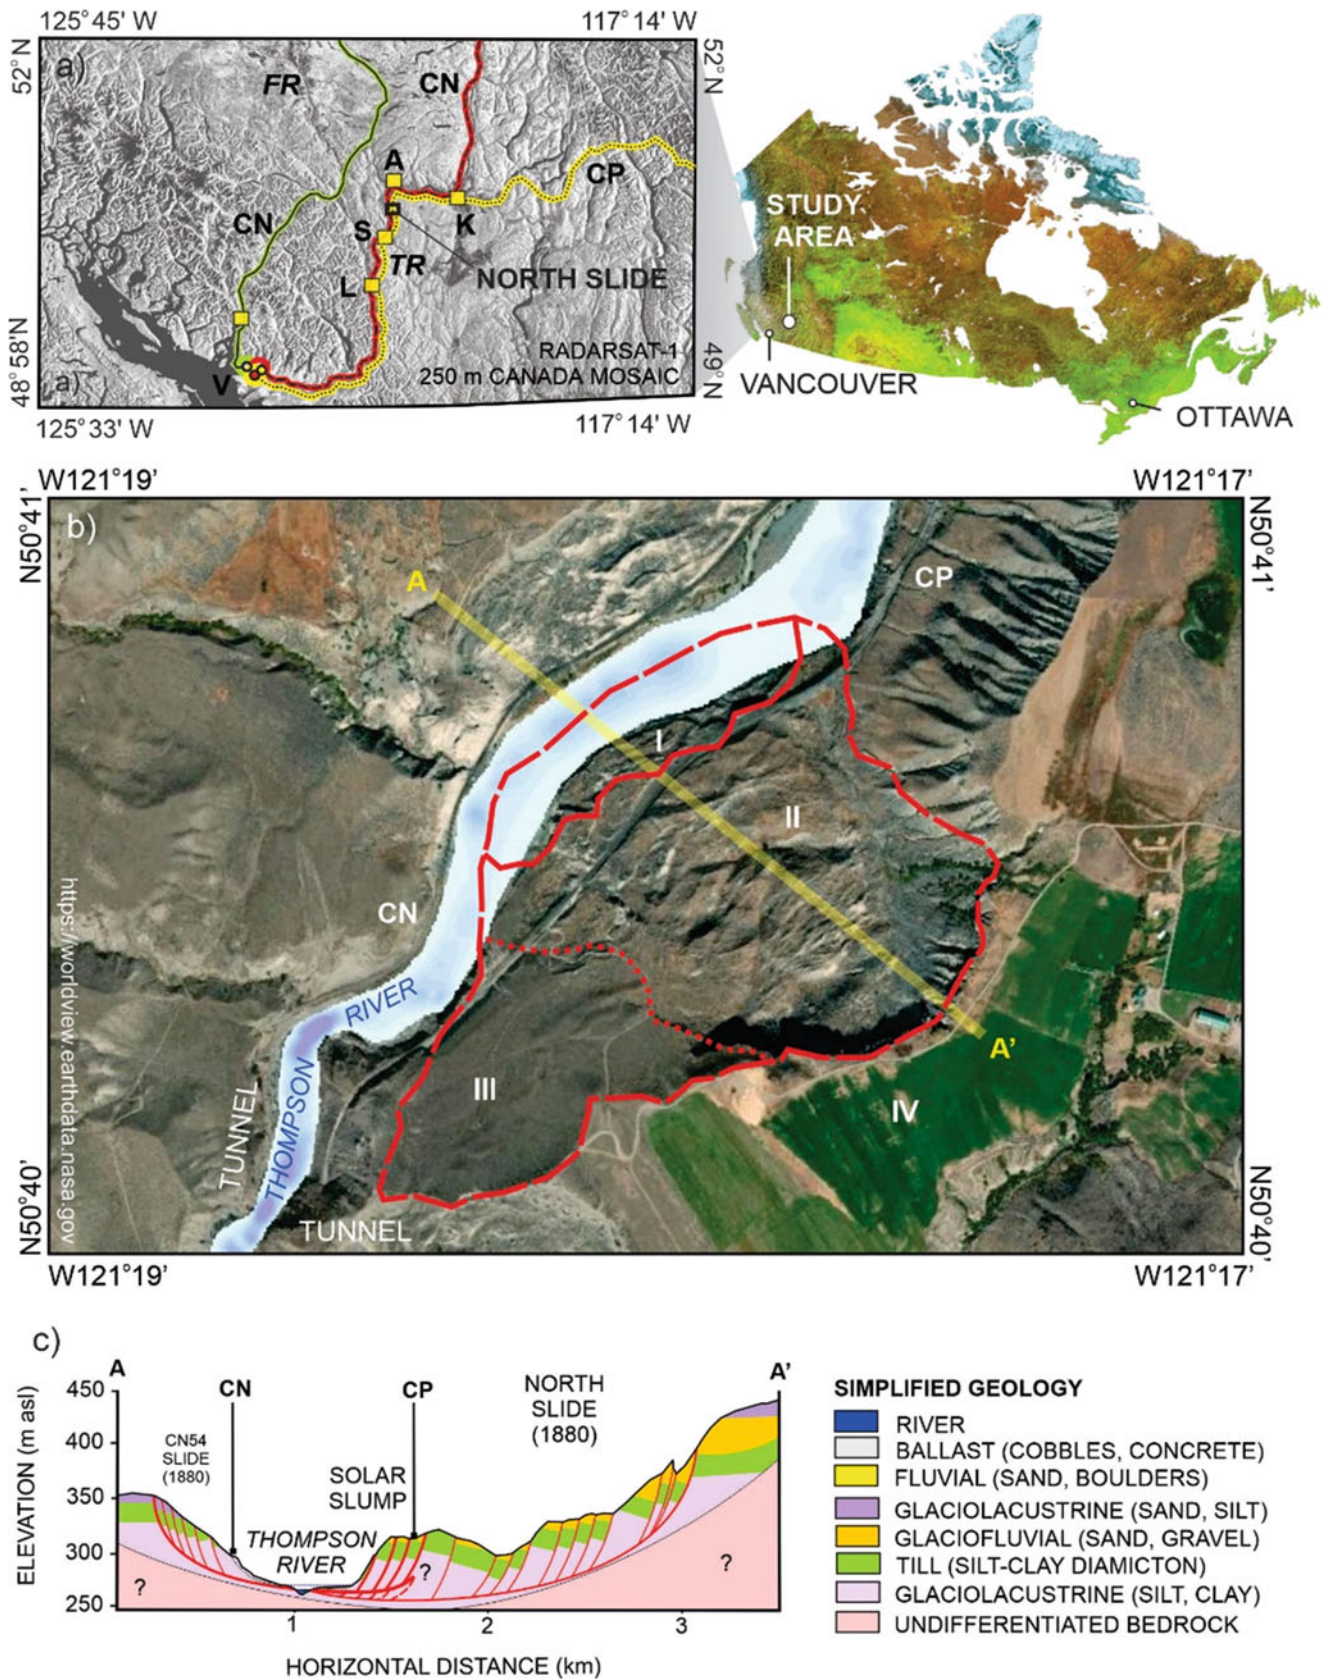 125°45' W
117°14' W
52° N
52° N
a)
FR
CN
A
CP
CN
K
S
TR
NORTH SLIDE
L
RADARSAT-1
250 m CANADA MOSAIC
V
a)
48°58'N
49° N
125°33' W
117°14' W
STUDY
AREA
VANCOUVER
OTTAWA
W121°19’
W121°17’
N50°41’
N50°41’
b)
A
CP
I
II
CN
RIVER
THOMPSON
TUNNEL
III
A’
IV
TUNNEL
https://worldview.earthdata.nasa.gov
N50°40’
N50°40’
W121°19’
W121°17’
c)
A
CN
CP
NORTH
SLIDE
(1880)
A’
CN54
SLIDE
(1880)
SOLAR
SLUMP
THOMPSON
RIVER
ELEVATION (m asl)
450
400
350
300
250
?
?
?
1
2
3
HORIZONTAL DISTANCE (km)
SIMPLIFIED GEOLOGY
RIVER
BALLAST (COBBLES, CONCRETE)
FLUVIAL (SAND, BOULDERS)
GLACIOLACUSTRINE (SAND, SILT)
GLACIOFLUVIAL (SAND, GRAVEL)
TILL (SILT-CLAY DIAMICTON)
GLACIOLACUSTRINE (SILT, CLAY)
UNDIFFERENTIATED BEDROCK